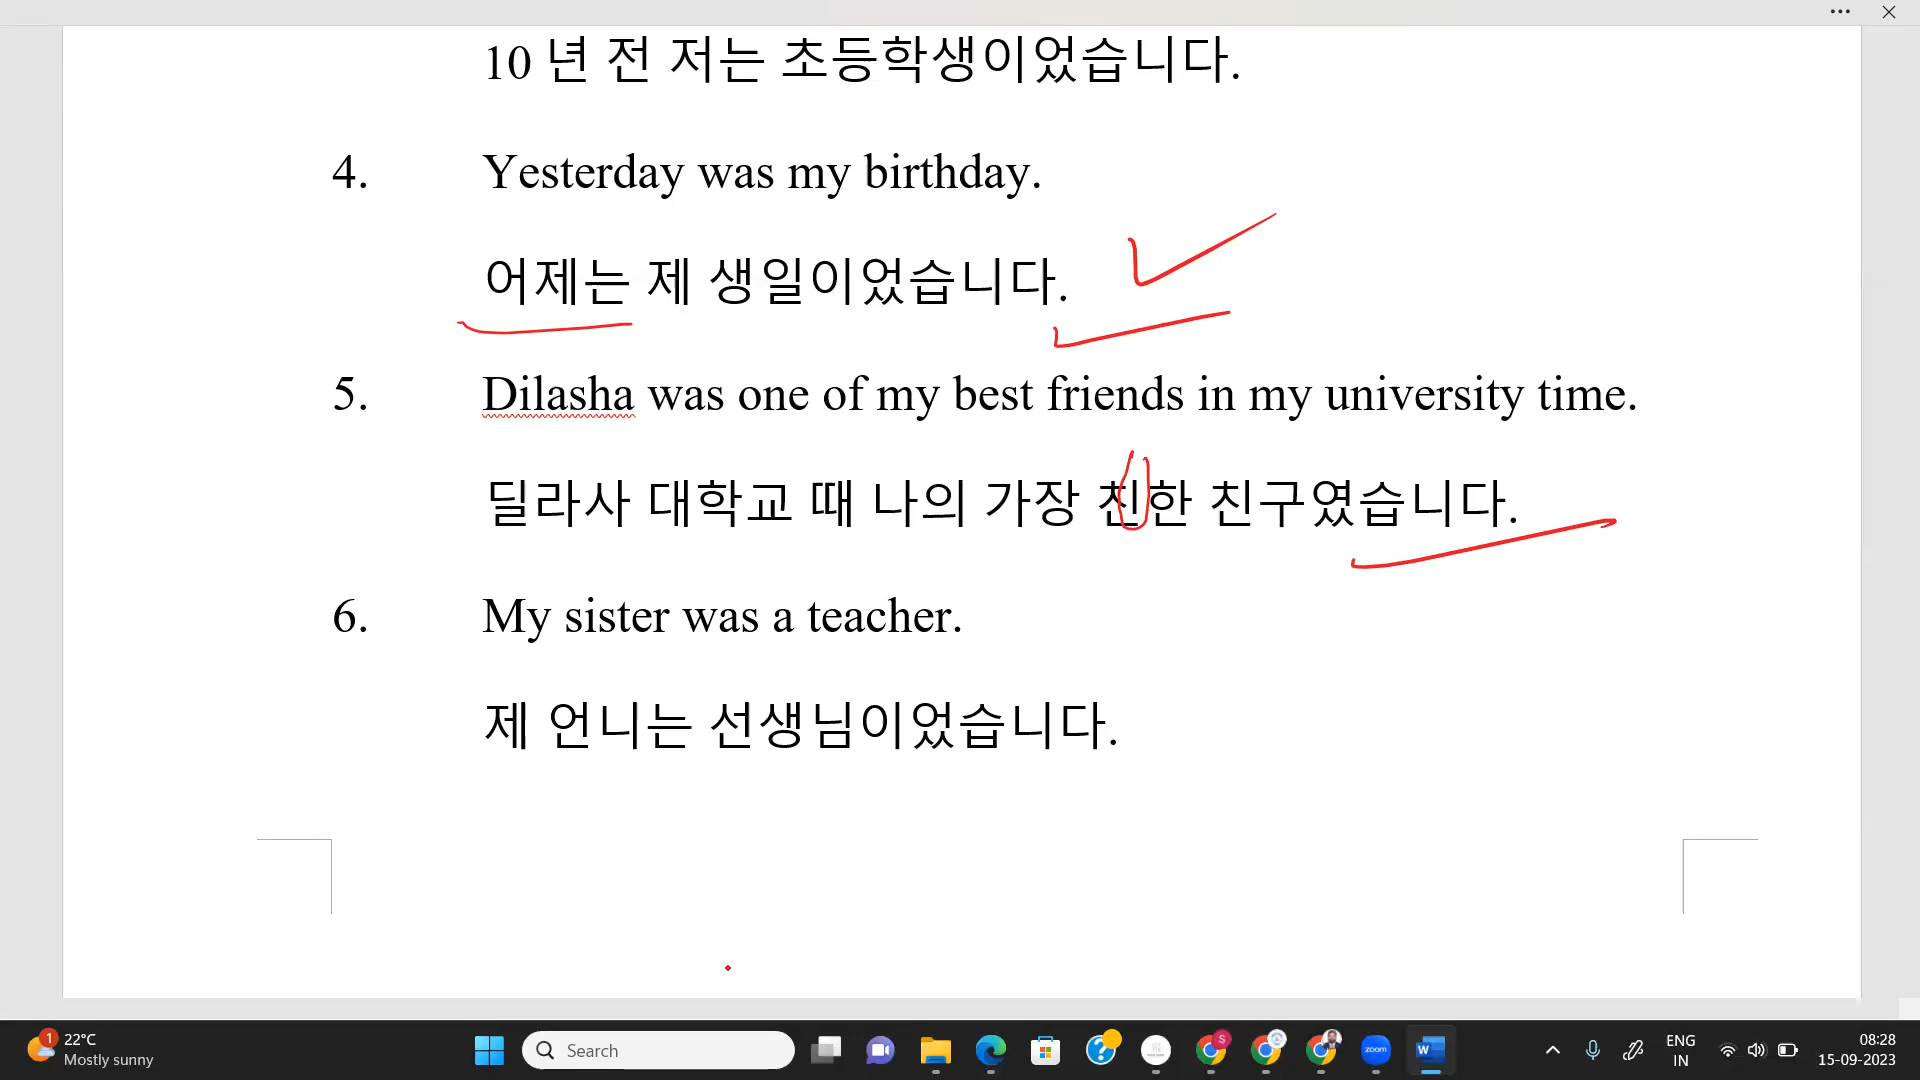 10 년 전 저는 초등학생이었습니다.
4. Yesterday was my birthday.
어제는 제 생일이었습니다.
5. Dilasha was one of my best friends in my university time.
딜라사 대학교 때 나의 가장 친한 친구였습니다.
6. My sister was a teacher.
제 언니는 선생님이었습니다.
1
22°C
Mostly sunny
Search
S
zoom
W
ENG
IN
08:28
15-09-2023